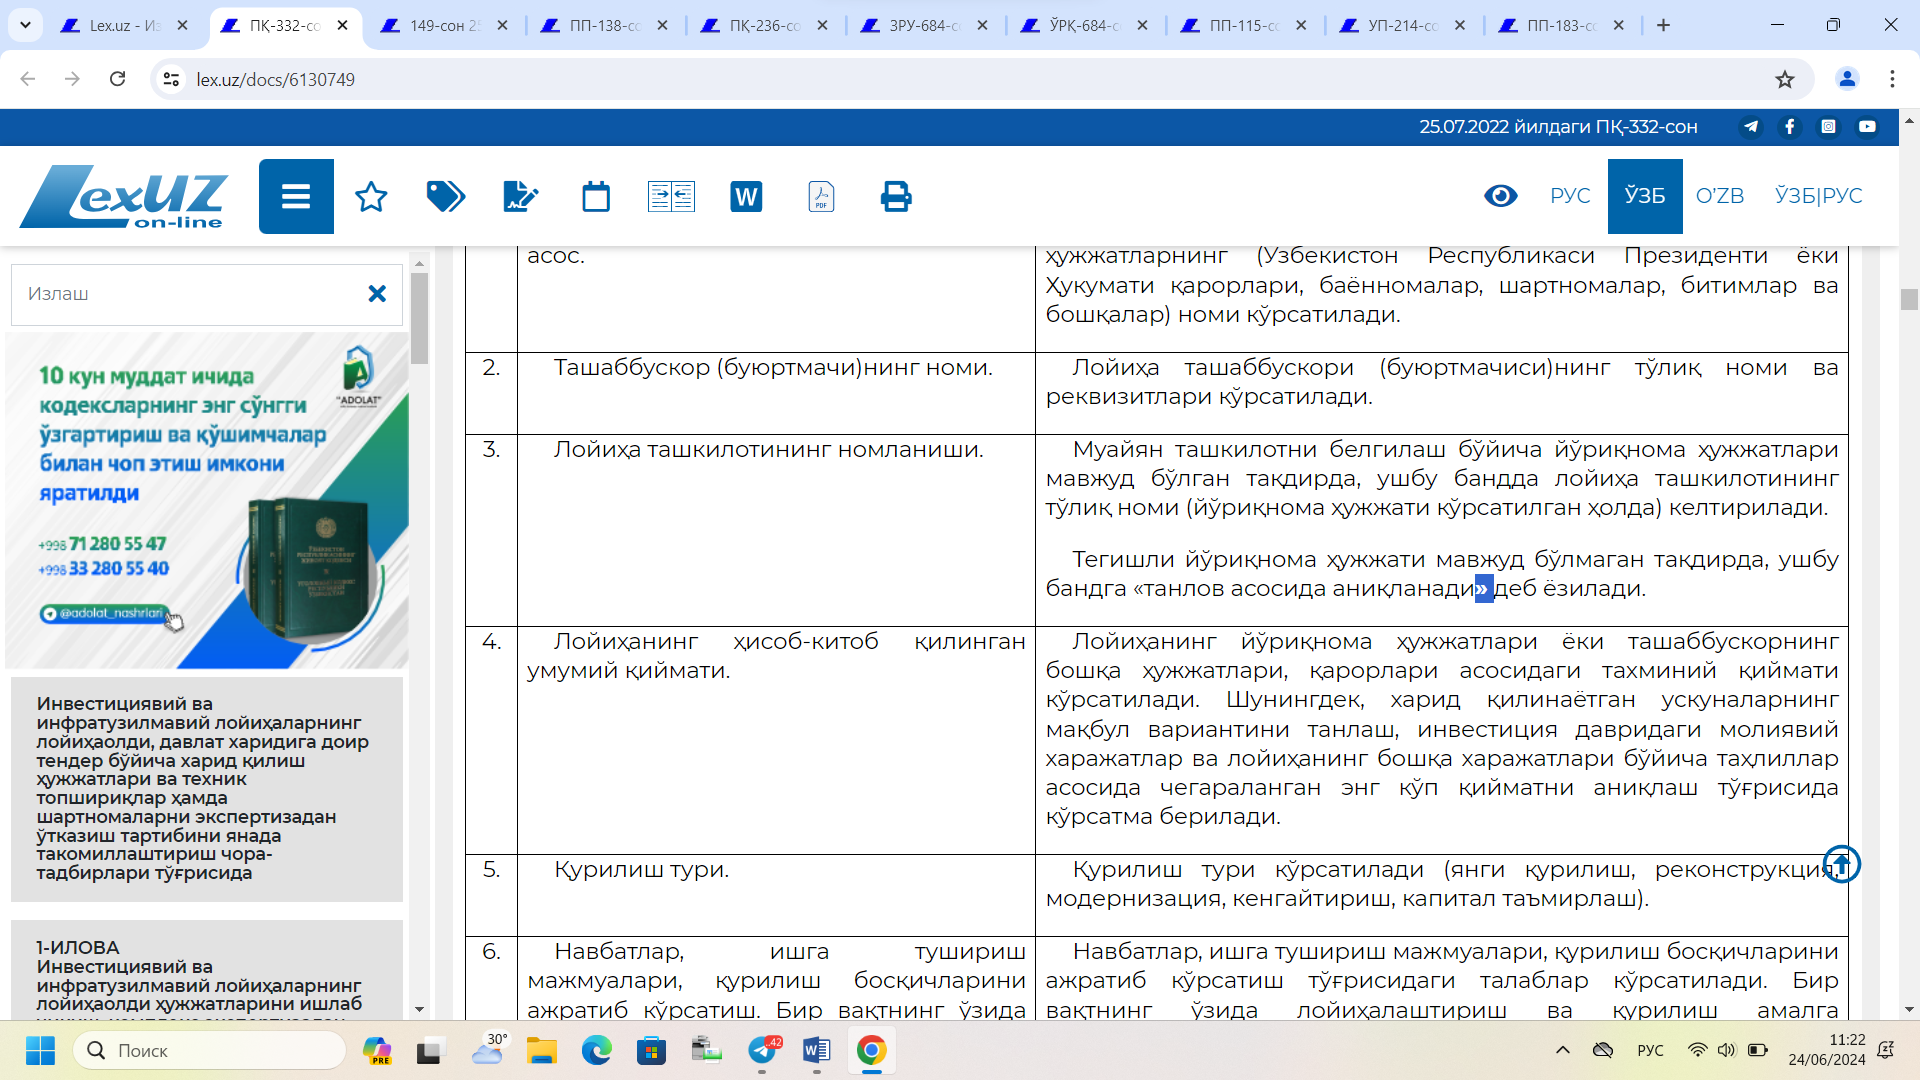 Lex.uz - Из
ПҚ-332-со
149-сон 25
ПП-138-со
ПҚ-236-со
ЗРУ-684-с
ЎРҚ-684-с
ПП-115-со
УП-214-со
ПП-183-со
lex.uz/docs/6130749
25.07.2022 йилдаги ПҚ-332-сон
LexUZ
on-line
W
PDF
РУС
ЎЗБ
O’ZB
ЎЗБ|РУС
Излаш
10 кун муддат ичида
кодексларнинг энг сўнгги
ўзгартириш ва қўшимчалар
билан чоп этиш имкони
яратилди
"ADOLAT"
+998 71 280 55 47
+998 33 280 55 40
@adolat_nashrlari
Инвестициявий ва
инфратузилмавий лойиҳаларнинг
лойиҳаолди, давлат харидига доир
тендер бўйича харид қилиш
ҳужжатлари ва техник
топшириқлар ҳамда
шартномаларни экспертизадан
ўтказиш тартибини янада
такомиллаштириш чора-
тадбирлари тўғрисида
1-ИЛОВА
Инвестициявий ва
инфратузилмавий лойиҳаларнинг
лойиҳаолди ҳужжатларини ишлаб
асос.
ҳужжатларнинг (Ўзбекистон Республикаси Президенти ёки
Ҳукумати қарорлари, баённомалар, шартномалар, битимлар ва
бошқалар) номи кўрсатилади.
2.
Ташаббускор (буюртмачи)нинг номи.
Лойиҳа ташаббускори (буюртмачиси)нинг тўлиқ номи ва
реквизитлари кўрсатилади.
3.
Лойиҳа ташкилотининг номланиши.
Муайян ташкилотни белгилаш бўйича йўриқнома ҳужжатлари
мавжуд бўлган тақдирда, ушбу бандда лойиҳа ташкилотининг
тўлиқ номи (йўриқнома ҳужжати кўрсатилган ҳолда) келтирилади.
Тегишли йўриқнома ҳужжати мавжуд бўлмаган тақдирда, ушбу
бандга «танлов асосида аниқланади» деб ёзилади.
4.
Лойиҳанинг ҳисоб-китоб қилинган
умумий қиймати.
Лойиҳанинг йўриқнома ҳужжатлари ёки ташаббускорнинг
бошқа ҳужжатлари, қарорлари асосидаги тахминий қиймати
кўрсатилади. Шунингдек, харид қилинаётган ускуналарнинг
мақбул вариантини танлаш, инвестиция давридаги молиявий
харажатлар ва лойиҳанинг бошқа харажатлари бўйича таҳлиллар
асосида чегараланган энг кўп қийматни аниқлаш тўғрисида
кўрсатма берилади.
5.
Қурилиш тури.
Қурилиш тури кўрсатилади (янги қурилиш, реконструкция,
модернизация, кенгайтириш, капитал таъмирлаш).
6.
Навбатлар, ишга тушириш
мажмуалари, қурилиш босқичларини
ажратиб кўрсатиш. Бир вақтнинг ўзида
Навбатлар, ишга тушириш мажмуалари, қурилиш босқичларини
ажратиб кўрсатиш тўғрисидаги талаблар кўрсатилади. Бир
вақтнинг ўзида лойиҳалаштириш ва қурилиш амалга
Поиск
PRE
30°
42
РУС
11:22
24/06/2024